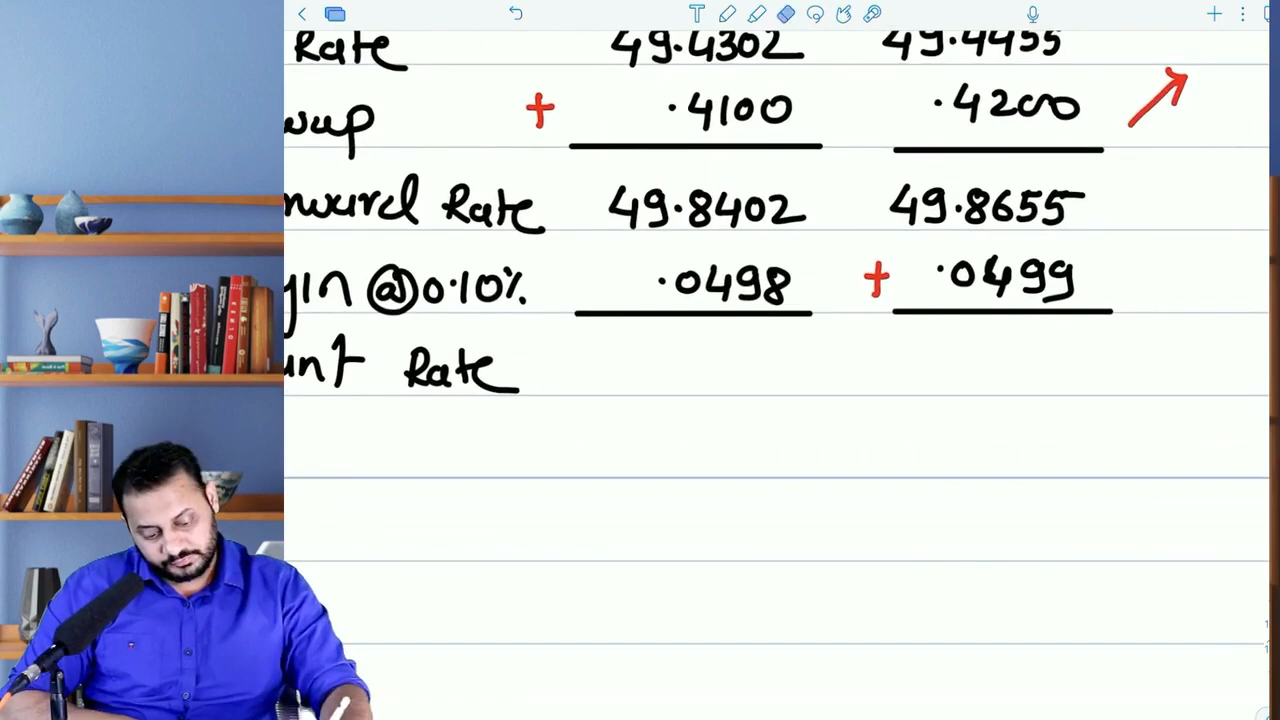 Rate 49.4302 49.4455
wap + .4100 .4200
rward Rate 49.8402 49.8655
gin @ 0.10% .0498 + .0499
unt Rate